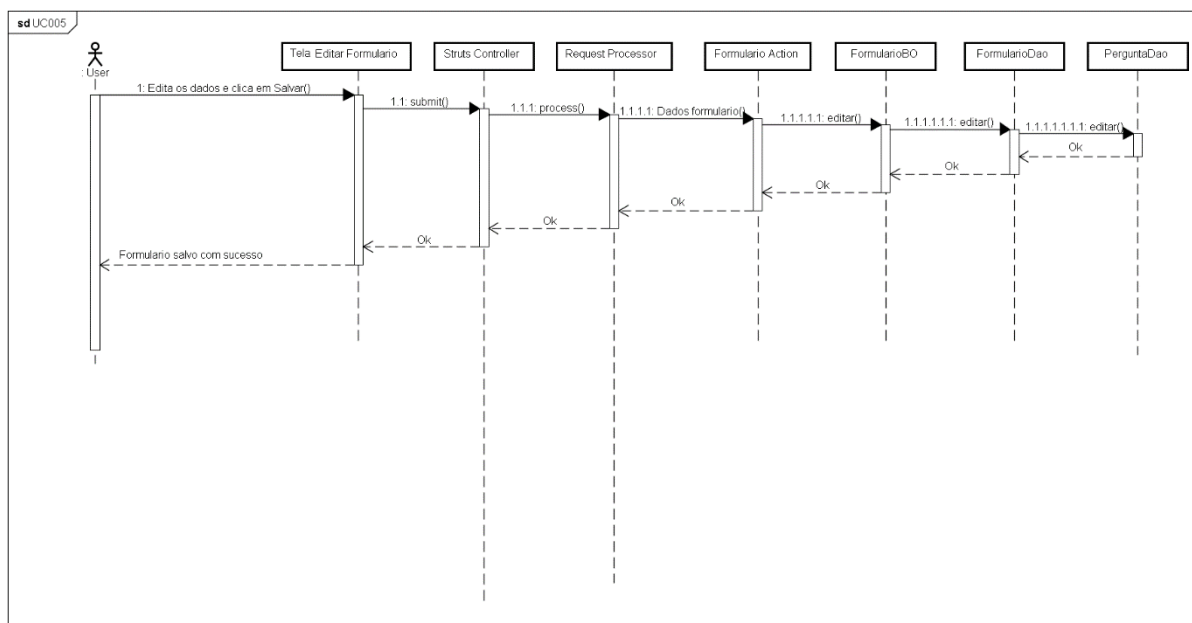 sd UC005
: User
Tela Editar Formulario
Struts Controller
Request Processor
Formulario Action
FormularioBO
FormularioDao
PerguntaDao
1: Edita os dados e clica em Salvar()
1.1: submit()
1.1.1: process()
1.1.1.1: Dados formulario()
1.1.1.1.1: editar()
1.1.1.1.1.1: editar()
1.1.1.1.1.1.1: editar()
Ok
Ok
Ok
Ok
Ok
Ok
Formulario salvo com sucesso